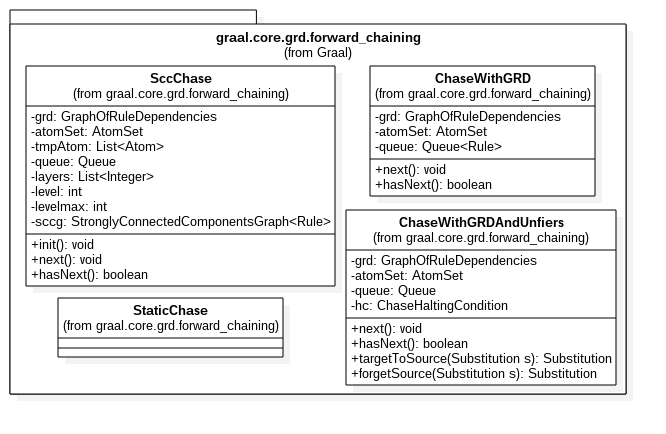 graal.core.grd.forward_chaining
(from Graal)
SccChase
(from graal.core.grd.forward_chaining)
-grd: GraphOfRuleDependencies
-atomSet: AtomSet
-tmpAtom: List<Atom>
-queue: Queue
-layers: List<Integer>
-level: int
-levelmax: int
-sccg: StronglyConnectedComponentsGraph<Rule>
+init(): void
+next(): void
+hasNext(): boolean
ChaseWithGRD
(from graal.core.grd.forward_chaining)
-grd: GraphOfRuleDependencies
-atomSet: AtomSet
-queue: Queue<Rule>
+next(): void
+hasNext(): boolean
ChaseWithGRDAndUnfiers
(from graal.core.grd.forward_chaining)
-grd: GraphOfRuleDependencies
-atomSet: AtomSet
-queue: Queue
-hc: ChaseHaltingCondition
+next(): void
+hasNext(): boolean
+targetToSource(Substitution s): Substitution
+forgetSource(Substitution s): Substitution
StaticChase
(from graal.core.grd.forward_chaining)